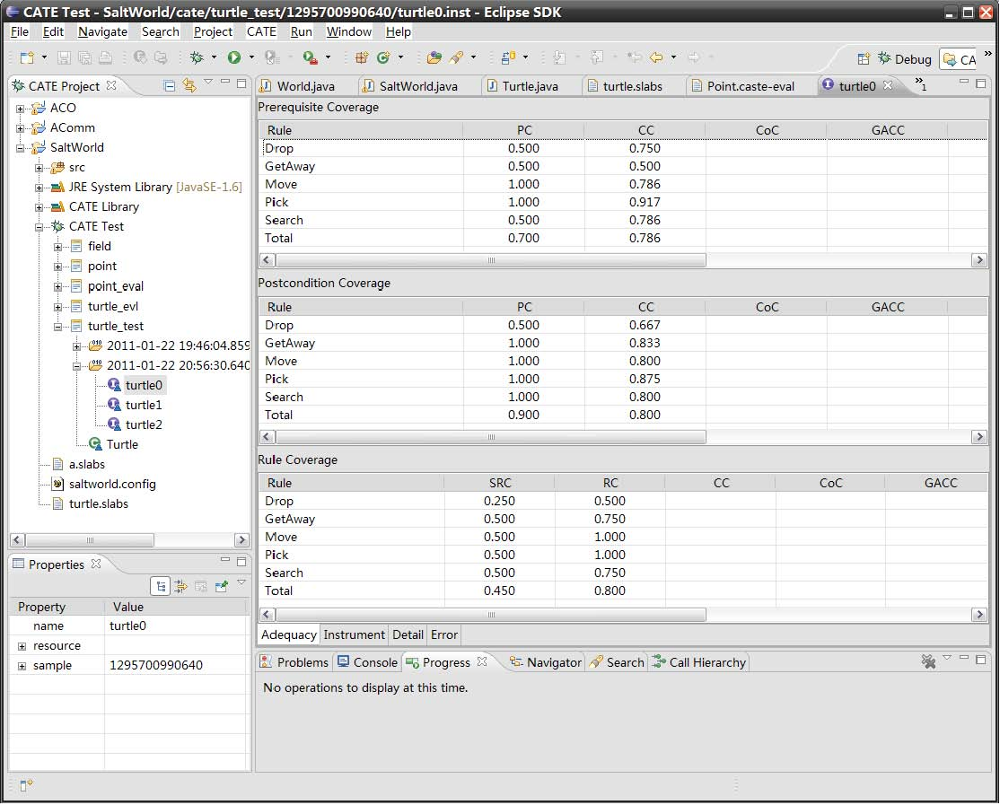 CATE Test - SaltWorld/cate/turtle_test/1295700990640/turtle0.inst - Eclipse SDK
File Edit Navigate Search Project CATE Run Window Help
Debug CA
CATE Project
ACO
AComm
SaltWorld
src
JRE System Library [JavaSE-1.6]
CATE Library
CATE Test
field
point
point_eval
turtle_evl
turtle_test
2011-01-22 19:46:04.859
2011-01-22 20:56:30.640
turtle0
turtle1
turtle2
Turtle
a.slabs
saltworld.config
turtle.slabs
Properties
Property Value
name turtle0
resource
sample 1295700990640
World.java SaltWorld.java Turtle.java turtle.slabs Point.caste-eval turtle0 »1
Prerequisite Coverage
Rule PC CC CoC GACC
Drop 0.500 0.750
GetAway 0.500 0.500
Move 1.000 0.786
Pick 1.000 0.917
Search 0.500 0.786
Total 0.700 0.786
Postcondition Coverage
Rule PC CC CoC GACC
Drop 0.500 0.667
GetAway 1.000 0.833
Move 1.000 0.800
Pick 1.000 0.875
Search 1.000 0.800
Total 0.900 0.800
Rule Coverage
Rule SRC RC CC CoC GACC
Drop 0.250 0.500
GetAway 0.500 0.750
Move 0.500 1.000
Pick 0.500 1.000
Search 0.500 0.750
Total 0.450 0.800
Adequacy Instrument Detail Error
Problems Console Progress Navigator Search Call Hierarchy
No operations to display at this time.